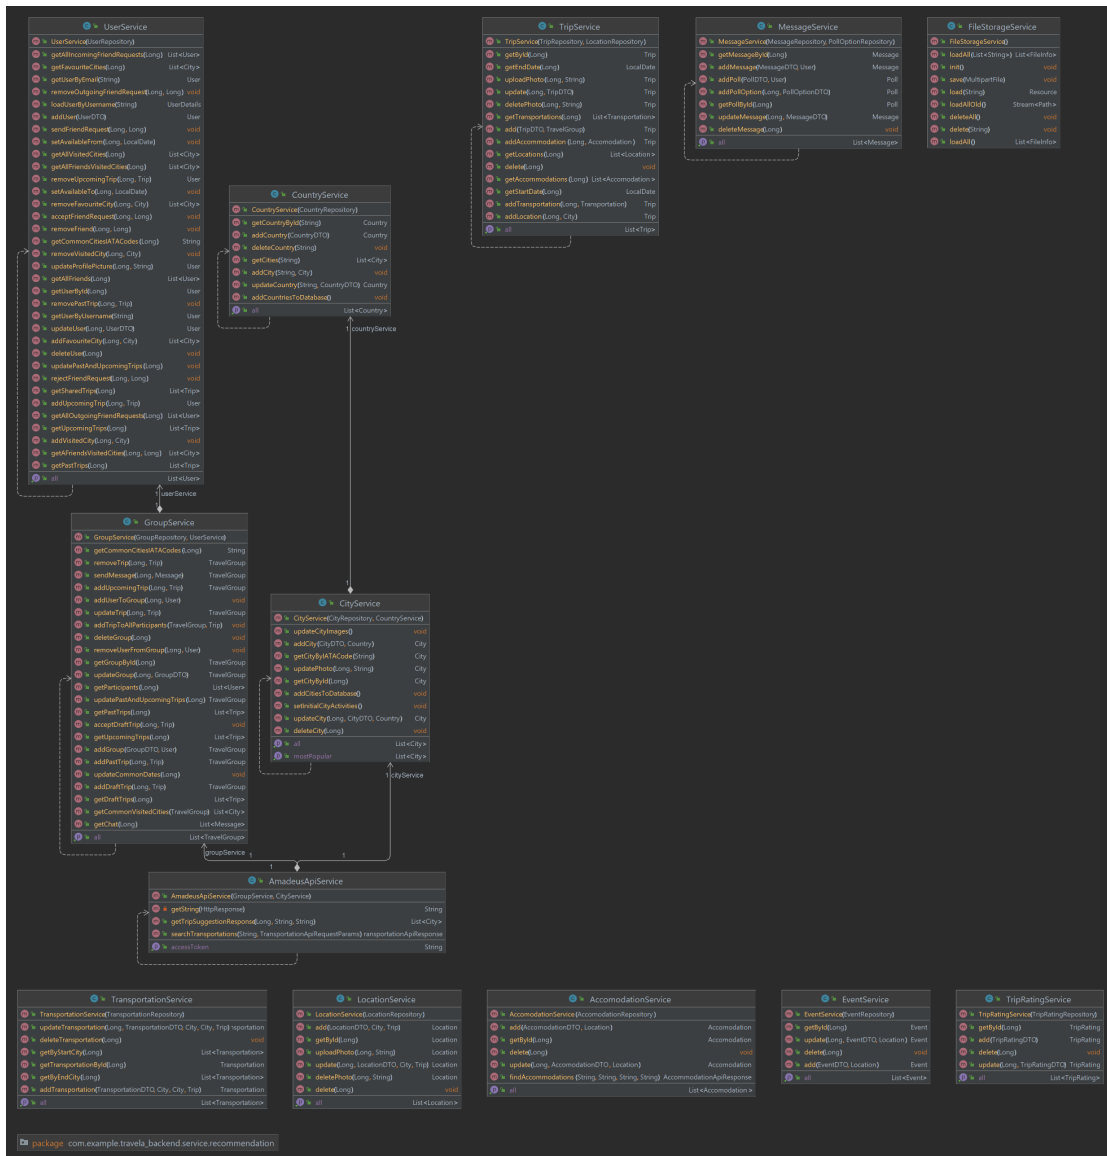 UserService
UserService(UserRepository)
getAllIncomingFriendRequests(Long) List<User>
getFavouriteCities(Long) List<City>
getUserByEmail(String) User
removeOutgoingFriendRequest(Long, Long) void
loadUserByUsername(String) UserDetails
addUser(UserDTO) User
sendFriendRequest(Long, Long) void
setAvailableFrom(Long, LocalDate) void
getAllVisitedCities(Long) List<City>
getAllFriendsVisitedCities(Long) List<City>
removeUpcomingTrip(Long, Trip) User
setAvailableTo(Long, LocalDate) void
removeFavouriteCity(Long, City) List<City>
acceptFriendRequest(Long, Long) void
removeFriend(Long, Long) void
getCommonCitiesIATACodes(Long) String
removeVisitedCity(Long, City) void
updateProfilePicture(Long, String) User
getAllFriends(Long) List<User>
getUserById(Long) User
removePastTrip(Long, Trip) void
getUserByUsername(String) User
updateUser(Long, UserDTO) User
addFavouriteCity(Long, City) List<City>
deleteUser(Long) void
updatePastAndUpcomingTrips(Long) void
rejectFriendRequest(Long, Long) void
getSharedTrips(Long) List<Trip>
addUpcomingTrip(Long, Trip) User
getAllOutgoingFriendRequests(Long) List<User>
getUpcomingTrips(Long) List<Trip>
addVisitedCity(Long, City) void
getAFriendsVisitedCities(Long, Long) List<City>
getPastTrips(Long) List<Trip>
all List<User>
1 userService
1
TripService
TripService(TripRepository, LocationRepository)
getById(Long) Trip
getEndDate(Long) LocalDate
uploadPhoto(Long, String) Trip
update(Long, TripDTO) Trip
deletePhoto(Long, String) Trip
getTransportations(Long) List<Transportation>
add(TripDTO, TravelGroup) Trip
addAccommodation (Long, Accomodation) Trip
getLocations(Long) List<Location>
delete(Long) void
getAccommodations (Long) List<Accomodation>
getStartDate(Long) LocalDate
addTransportation(Long, Transportation) Trip
addLocation(Long, City) Trip
all List<Trip>
MessageService
MessageService(MessageRepository, PollOptionRepository)
getMessageById(Long) Message
addMessage(MessageDTO, User) Message
addPoll(PollDTO, User) Poll
addPollOption(Long, PollOptionDTO) Poll
getPollById(Long) Poll
updateMessage(Long, MessageDTO) Message
deleteMessage(Long) void
all List<Message>
FileStorageService
FileStorageService()
loadAll(List<String>) List<FileInfo>
init() void
save(MultipartFile) void
load(String) Resource
loadAllOld() Stream<Path>
deleteAll() void
delete(String) void
loadAll() List<FileInfo>
CountryService
CountryService(CountryRepository)
getCountryById(String) Country
addCountry(CountryDTO) Country
deleteCountry(String) void
getCities(String) List<City>
addCity(String, City) void
updateCountry(String, CountryDTO) Country
addCountriesToDatabase() void
all List<Country>
1 countryService
1
GroupService
GroupService(GroupRepository, UserService)
getCommonCitiesIATACodes(Long) String
removeTrip(Long, Trip) TravelGroup
sendMessage(Long, Message) TravelGroup
addUpcomingTrip(Long, Trip) TravelGroup
addUserToGroup(Long, User) void
updateTrip(Long, Trip) TravelGroup
addTripToAllParticipants(TravelGroup, Trip) void
deleteGroup(Long) void
removeUserFromGroup(Long, User) void
getGroupById(Long) TravelGroup
updateGroup(Long, GroupDTO) TravelGroup
getParticipants(Long) List<User>
updatePastAndUpcomingTrips(Long) TravelGroup
getPastTrips(Long) List<Trip>
acceptDraftTrip(Long, Trip) void
getUpcomingTrips(Long) List<Trip>
addGroup(GroupDTO, User) TravelGroup
addPastTrip(Long, Trip) TravelGroup
updateCommonDates(Long) void
addDraftTrip(Long, Trip) TravelGroup
getDraftTrips(Long) List<Trip>
getCommonVisitedCities(TravelGroup) List<City>
getChat(Long) List<Message>
all List<TravelGroup>
groupService 1
CityService
CityService(CityRepository, CountryService)
updateCityImages() void
addCity(CityDTO, Country) City
getCityByIATACode(String) City
updatePhoto(Long, String) City
getCityById(Long) City
addCitiesToDatabase() void
setInitialCityActivities() void
updateCity(Long, CityDTO, Country) City
deleteCity(Long) void
all List<City>
mostPopular List<City>
1 cityService
1
1
AmadeusApiService
AmadeusApiService(GroupService, CityService)
getString(HttpResponse) String
getTripSuggestionResponse(Long, String, String) List<City>
searchTransportations(String, TransportationApiRequestParams) ransportationApiResponse
accessToken String
TransportationService
TransportationService(TransportationRepository)
updateTransportation(Long, TransportationDTO, City, City, Trip) sportation
deleteTransportation(Long) void
getByStartCity(Long) List<Transportation>
getTransportationById(Long) Transportation
getByEndCity(Long) List<Transportation>
addTransportation(TransportationDTO, City, City, Trip) Transportation
all List<Transportation>
LocationService
LocationService(LocationRepository)
add(LocationDTO, City, Trip) Location
getById(Long) Location
uploadPhoto(Long, String) Location
update(Long, LocationDTO, City, Trip) Location
deletePhoto(Long, String) Location
delete(Long) void
all List<Location>
AccomodationService
AccomodationService(AccomodationRepository)
add(AccomodationDTO, Location) Accomodation
getById(Long) Accomodation
delete(Long) void
update(Long, AccomodationDTO, Location) Accomodation
findAccommodations (String, String, String, String) AccommodationApiResponse
all List<Accomodation >
EventService
EventService(EventRepository)
getById(Long) Event
update(Long, EventDTO, Location) Event
delete(Long) void
add(EventDTO, Location) Event
all List<Event>
TripRatingService
TripRatingService(TripRatingRepository)
getById(Long) TripRating
add(TripRatingDTO) TripRating
delete(Long) void
update(Long, TripRatingDTO) TripRating
all List<TripRating>
package com.example.travela_backend.service.recommendation